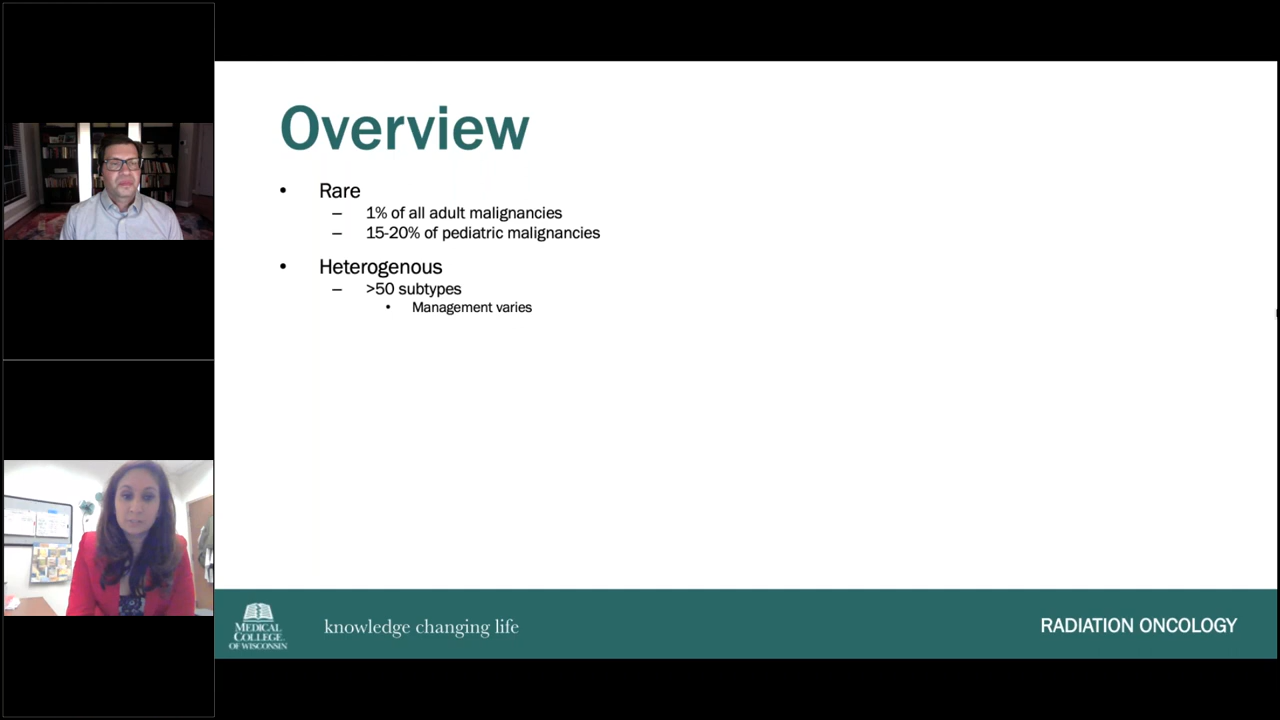 Overview
• Rare
– 1% of all adult malignancies
– 15-20% of pediatric malignancies
• Heterogenous
– >50 subtypes
• Management varies
MEDICAL
COLLEGE
OF WISCONSIN
knowledge changing life
RADIATION ONCOLOGY